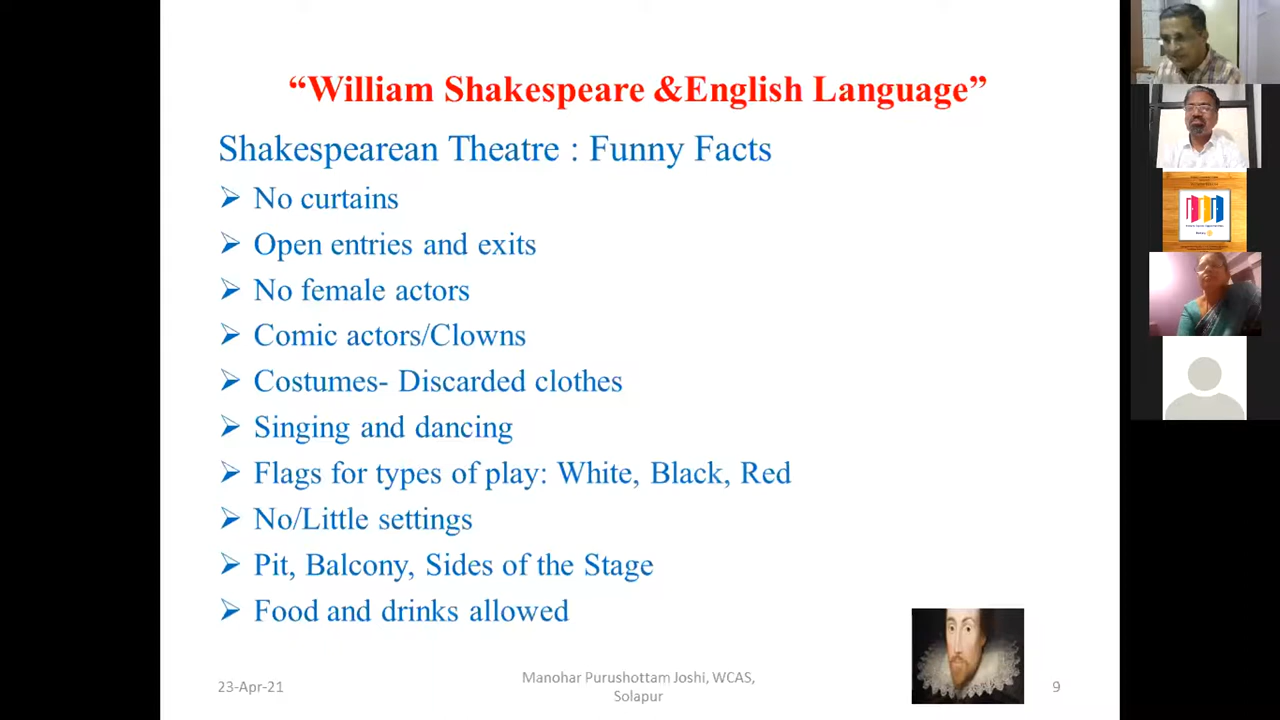 “William Shakespeare &English Language”
Shakespearean Theatre : Funny Facts
➢ No curtains
➢ Open entries and exits
➢ No female actors
➢ Comic actors/Clowns
➢ Costumes- Discarded clothes
➢ Singing and dancing
➢ Flags for types of play: White, Black, Red
➢ No/Little settings
➢ Pit, Balcony, Sides of the Stage
➢ Food and drinks allowed
23-Apr-21
Manohar Purushottam Joshi, WCAS,
Solapur
9